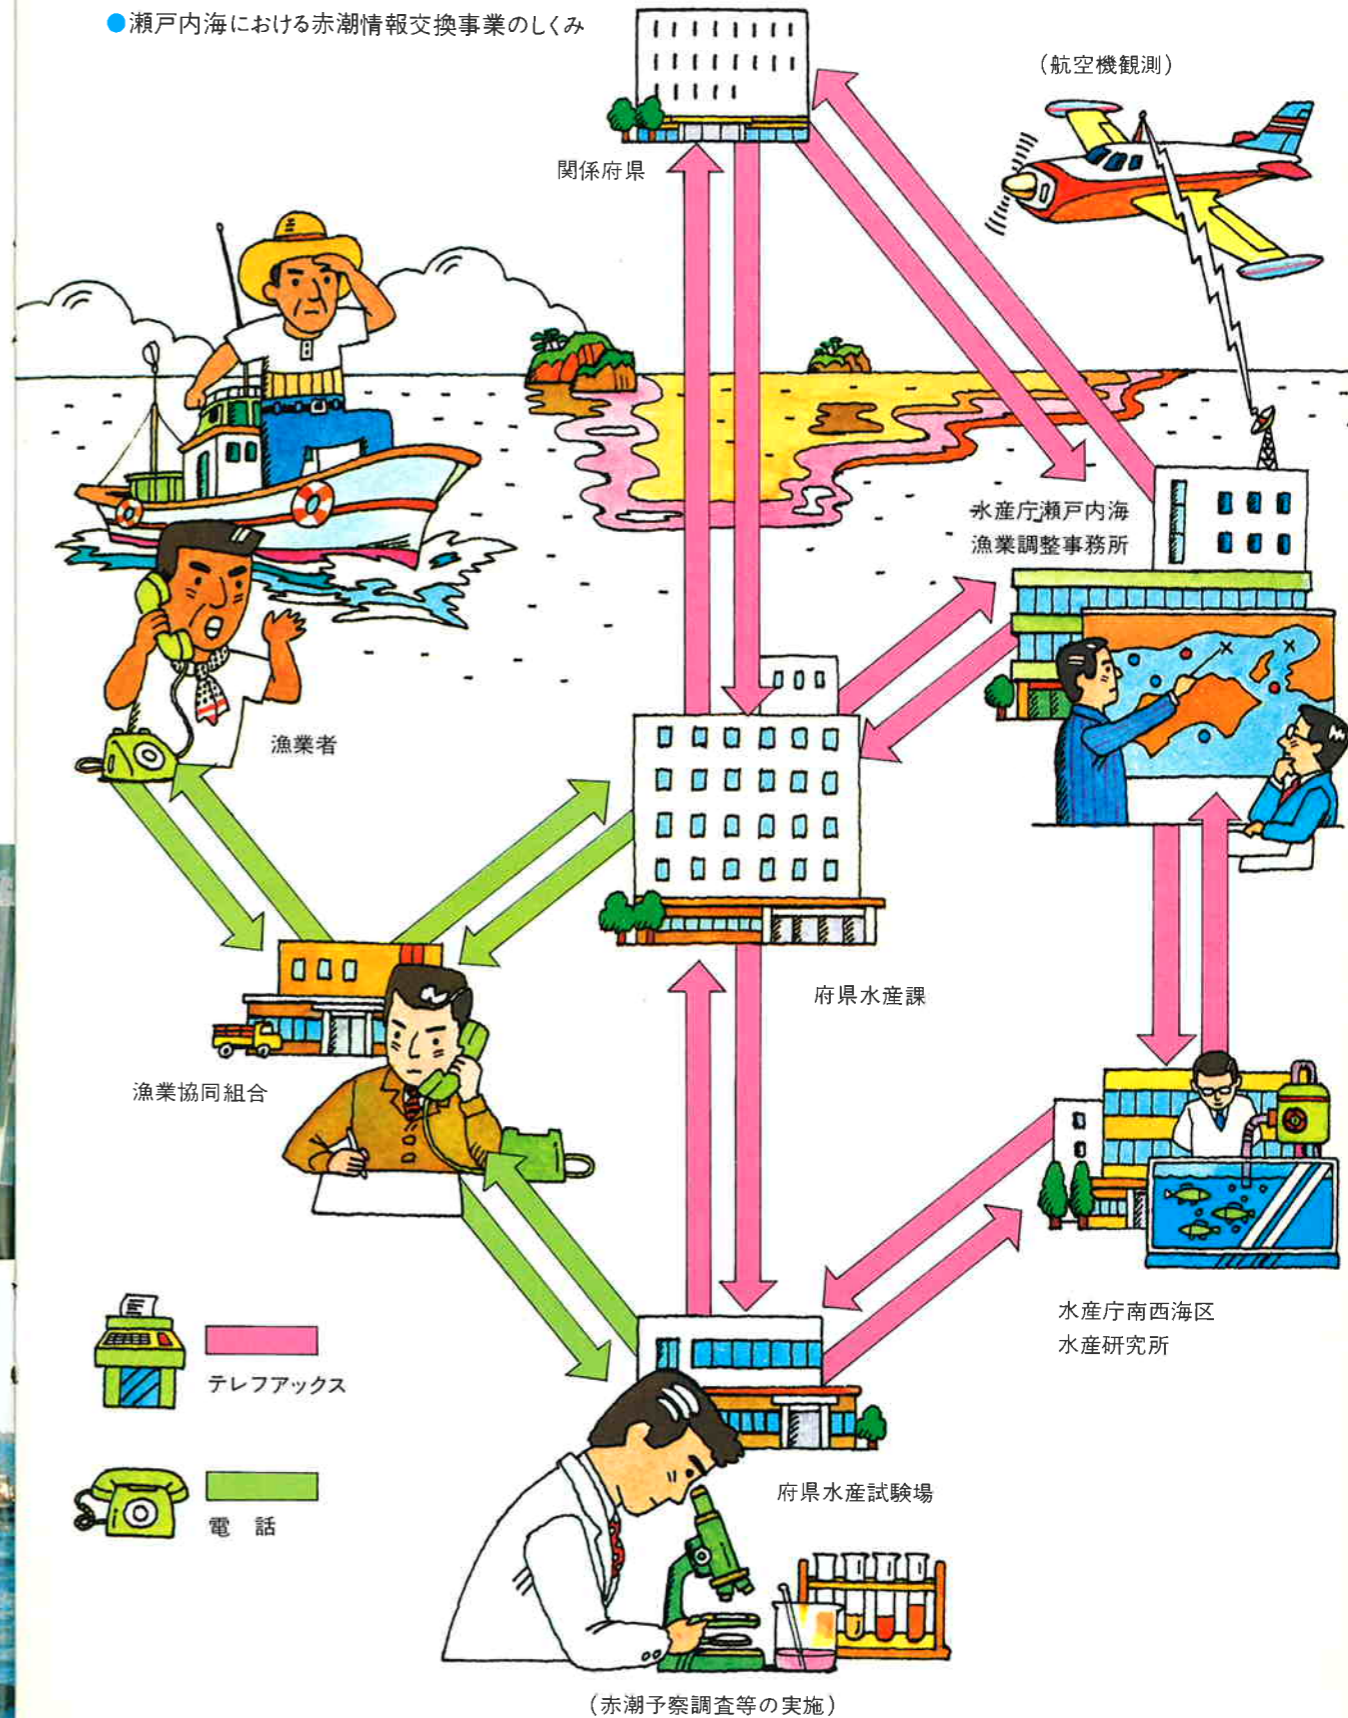 ●瀬戸内海における赤潮情報交換事業のしくみ
(航空機観測)
関係府県
水産庁瀬戸内海
漁業調整事務所
漁業者
府県水産課
漁業協同組合
水産庁南西海区
水産研究所
テレフアックス
府県水産試験場
電話
(赤潮予察調査等の実施)